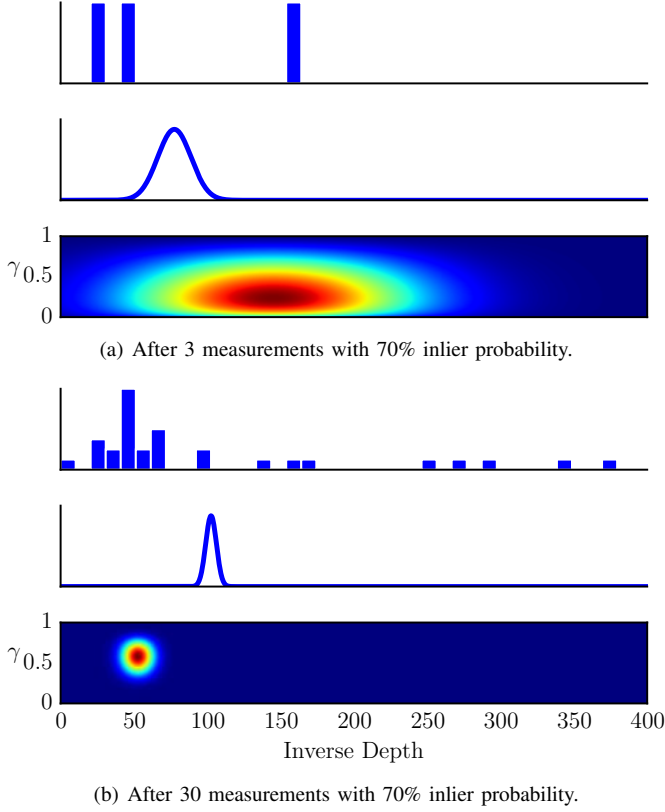 1
γ 0.5
0
(a) After 3 measurements with 70% inlier probability.
1
γ 0.5
0
0 50 100 150 200 250 300 350 400
Inverse Depth
(b) After 30 measurements with 70% inlier probability.